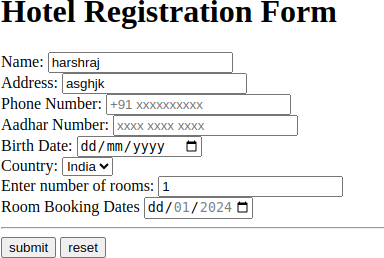 Hotel Registration Form
Name: harshraj
Address: asghjk
Phone Number: +91 xxxxxxxxxx
Aadhar Number: xxxx xxxx xxxx
Birth Date: dd/mm/yyyy
Country: India
Enter number of rooms: 1
Room Booking Dates dd/01/2024
submit reset